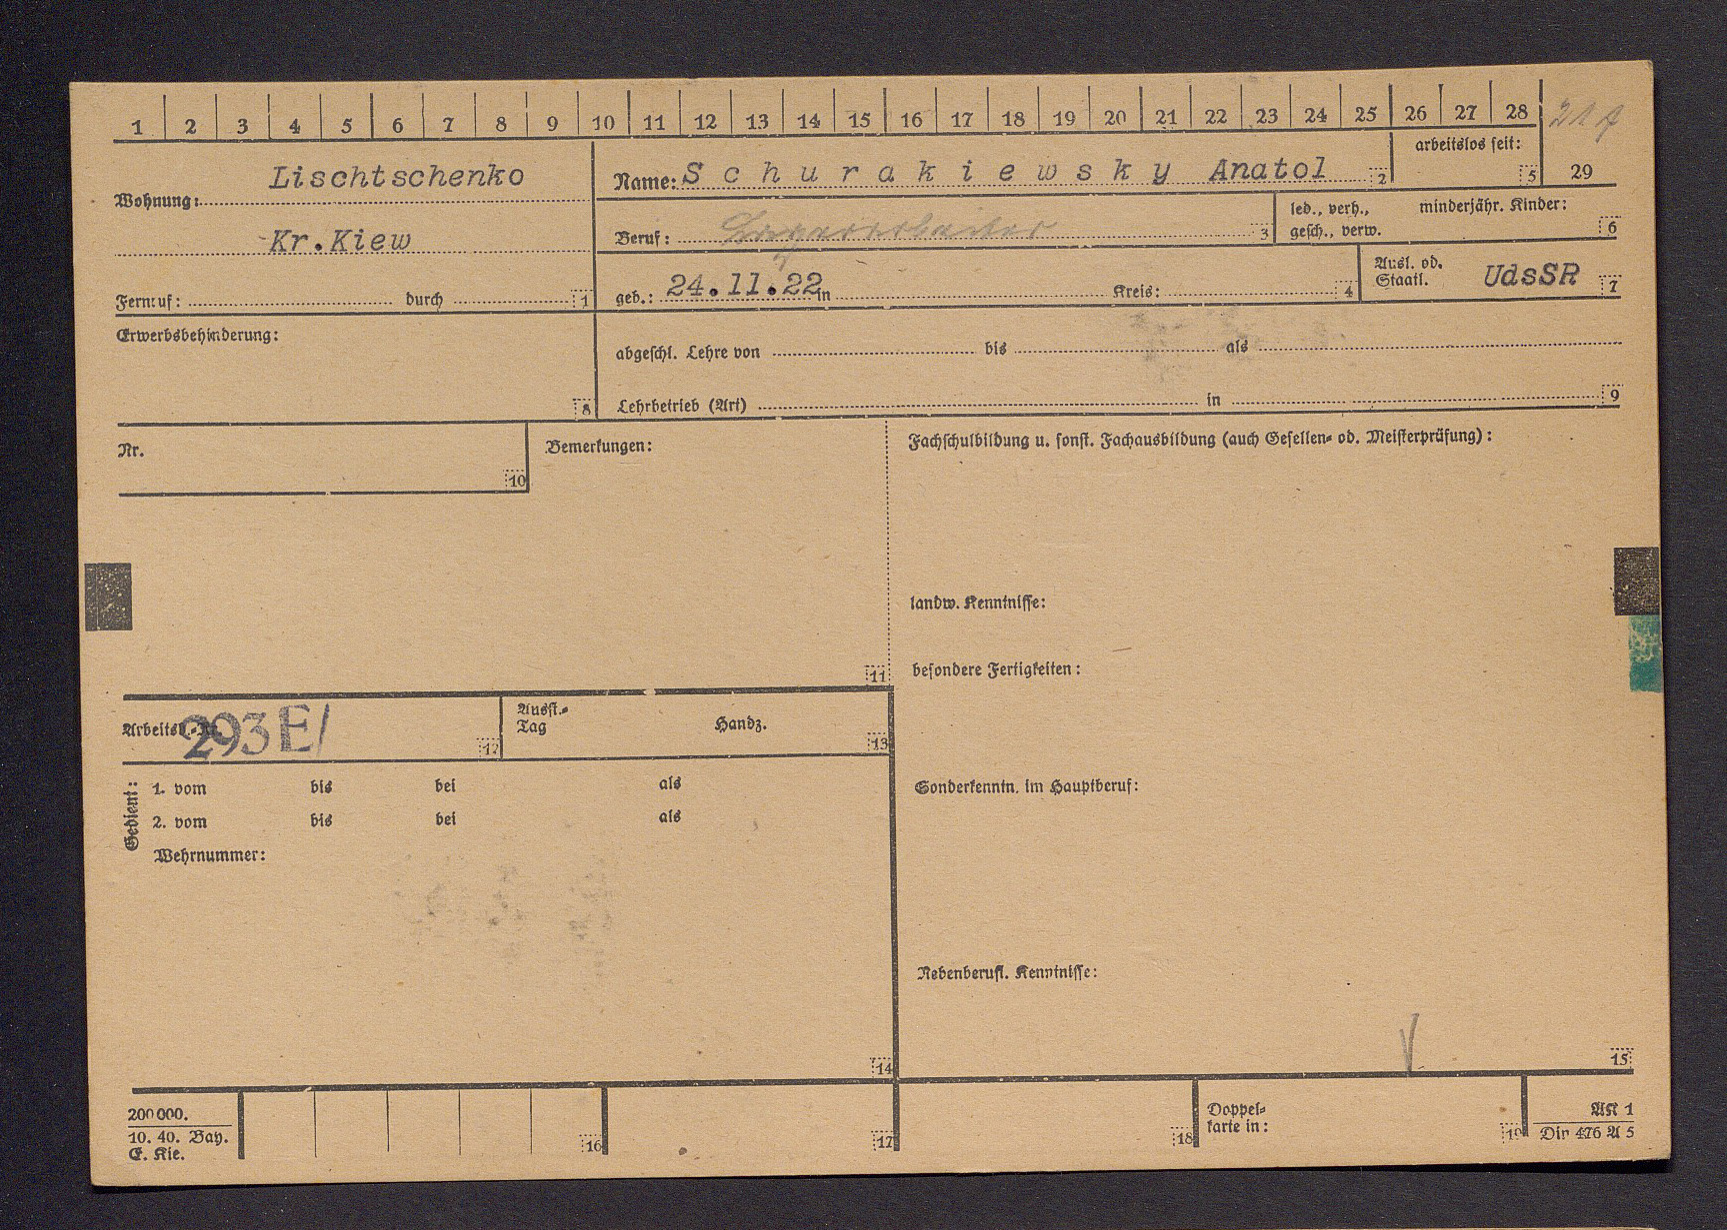 1 2 3 4 5 6 7 8 9 10 11 12 13 14 15 16 17 18 19 20 21 22 23 24 25 26 27 28
arbeitslos seit:
5 29
Wohnung: Lischtschenko
Kr. Kiew
Fernruf: durch 1
Name: Schurakiewsky Anatol 2
Beruf: 3
led., verh., minderjähr. Kinder:
gesch., verw. 6
geb.: 24.11.22 in Kreis: 4
Ausl. od.
Staatl. UdSSR 7
Erwerbsbehinderung:
8
abgeschl. Lehre von bis als
Lehrbetrieb (Art) in 9
Nr.
10
Bemerkungen:
11
Fachschulbildung u. sonst. Fachausbildung (auch Gesellen- od. Meisterprüfung):
landw. Kenntnisse:
besondere Fertigkeiten:
Sonderkenntn. im Hauptberuf:
Nebenberufl. Kenntnisse:
15
293 E/
12
Ausst.-
Tag Handz.
13
Gedient:
1. vom bis bei als
2. vom bis bei als
Wehrnummer:
14
200 000.
10. 40. Bay.
E. Kie.
16 17 18
Doppel-
karte in:
19
AK 1
Din 476 A 5